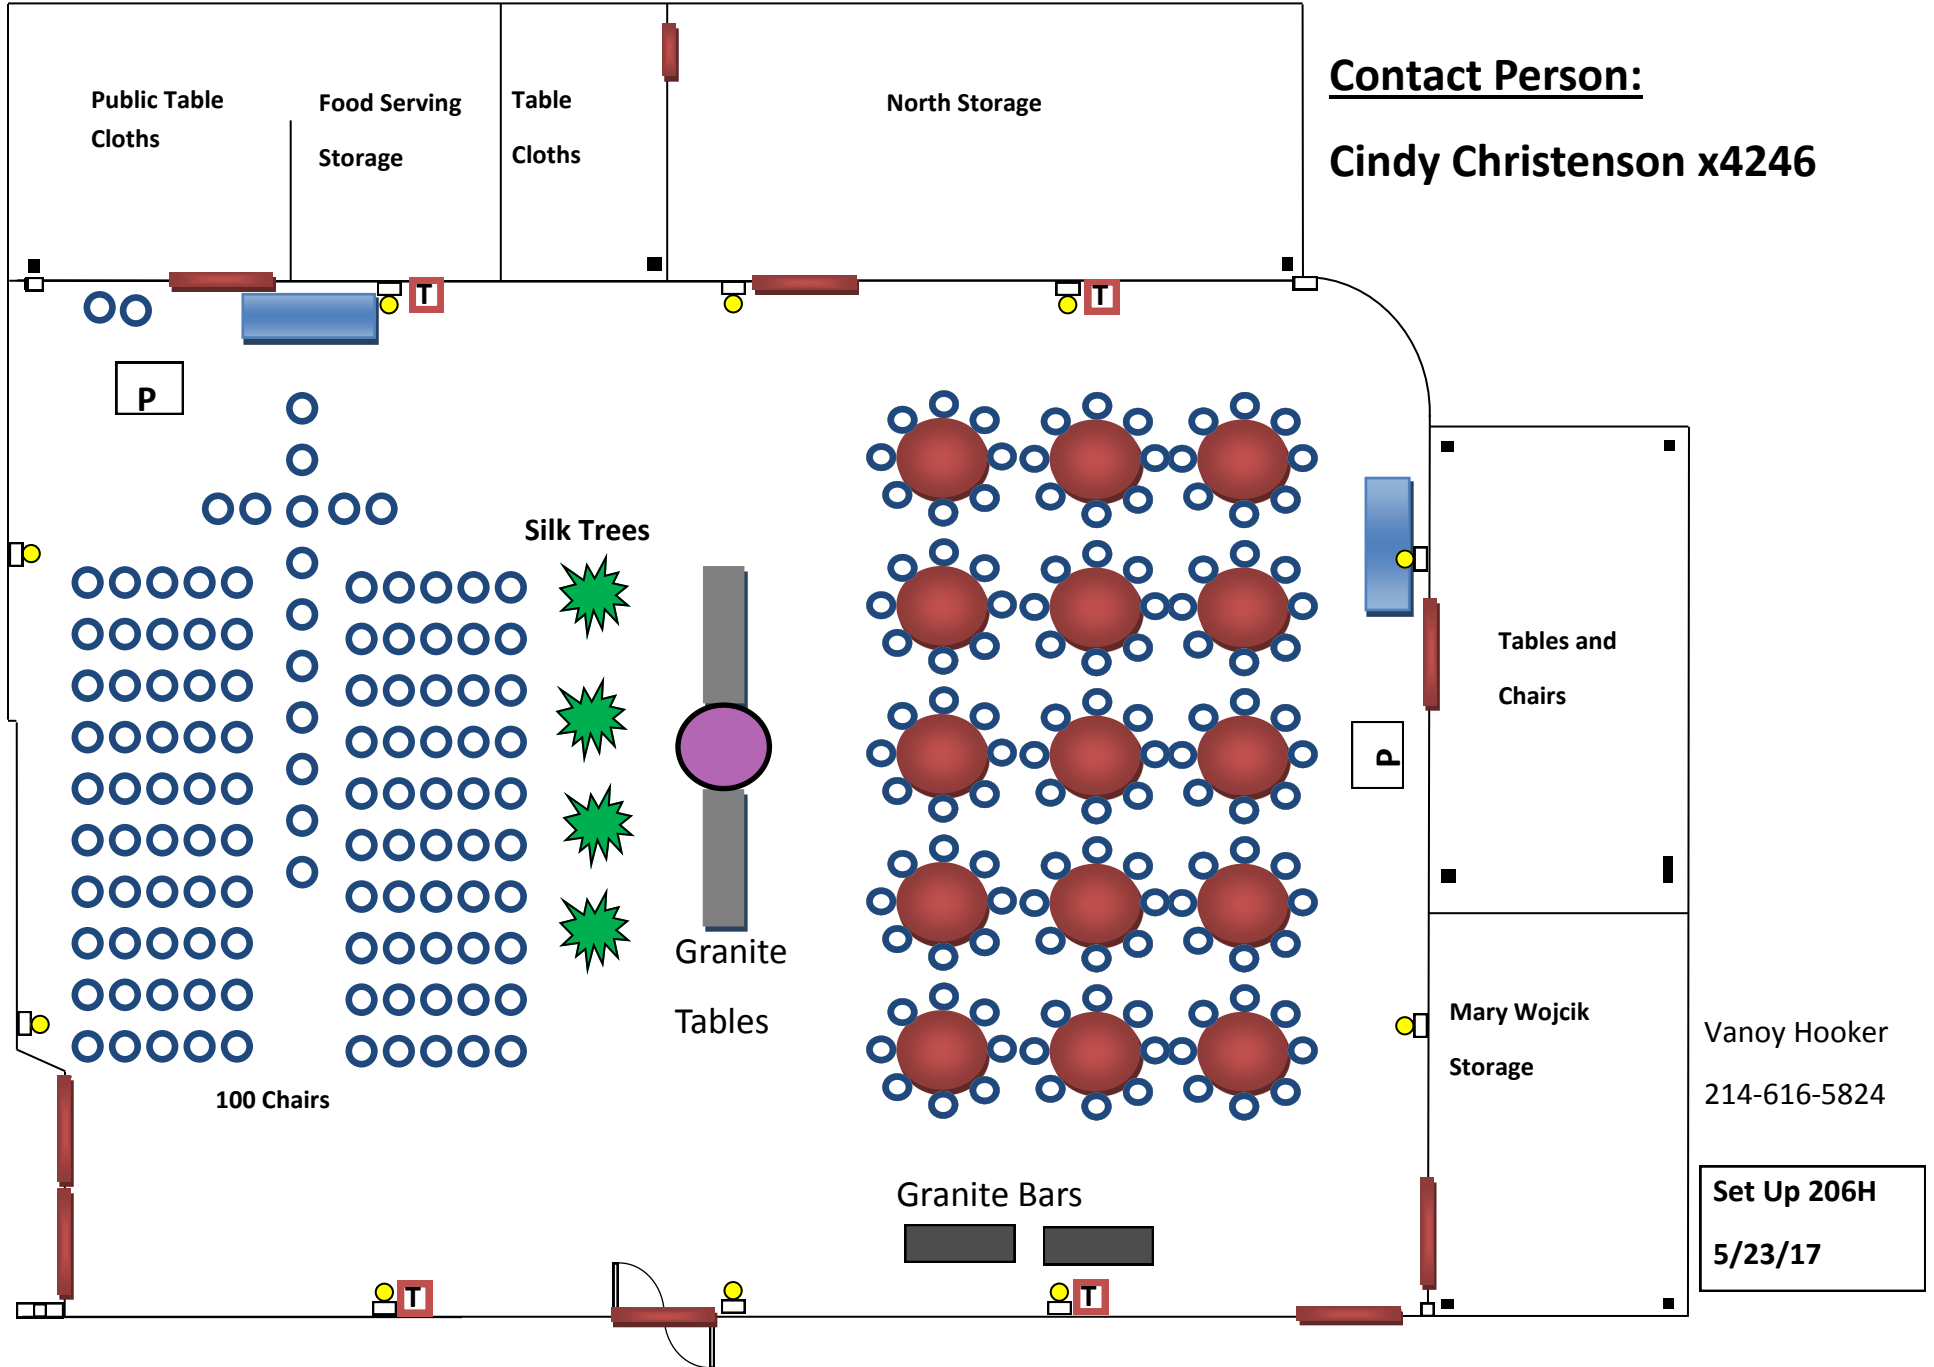 Public Table
Cloths
Food Serving
Storage
Table
Cloths
North Storage
Contact Person:
Cindy Christenson x4246
T
T
P
Silk Trees
Tables and
Chairs
P
Granite
Tables
Mary Wojcik
Storage
Vanoy Hooker
214-616-5824
100 Chairs
Granite Bars
Set Up 206H
5/23/17
T
T